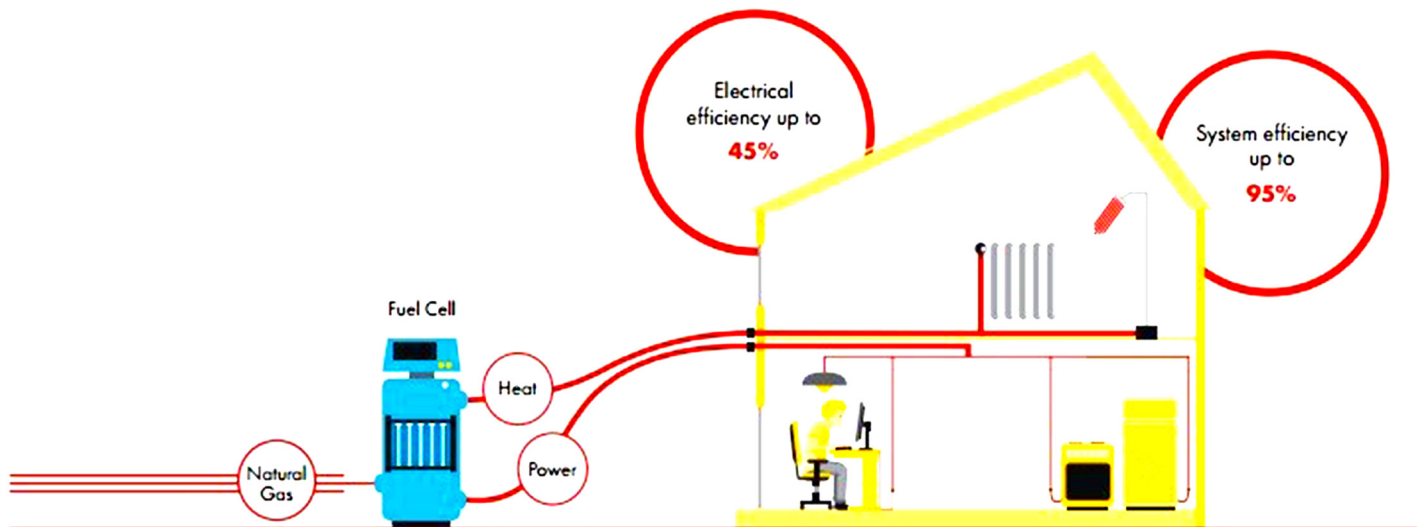 Electrical
efficiency up to
45%
System efficiency
up to
95%
Fuel Cell
Heat
Power
Natural
Gas